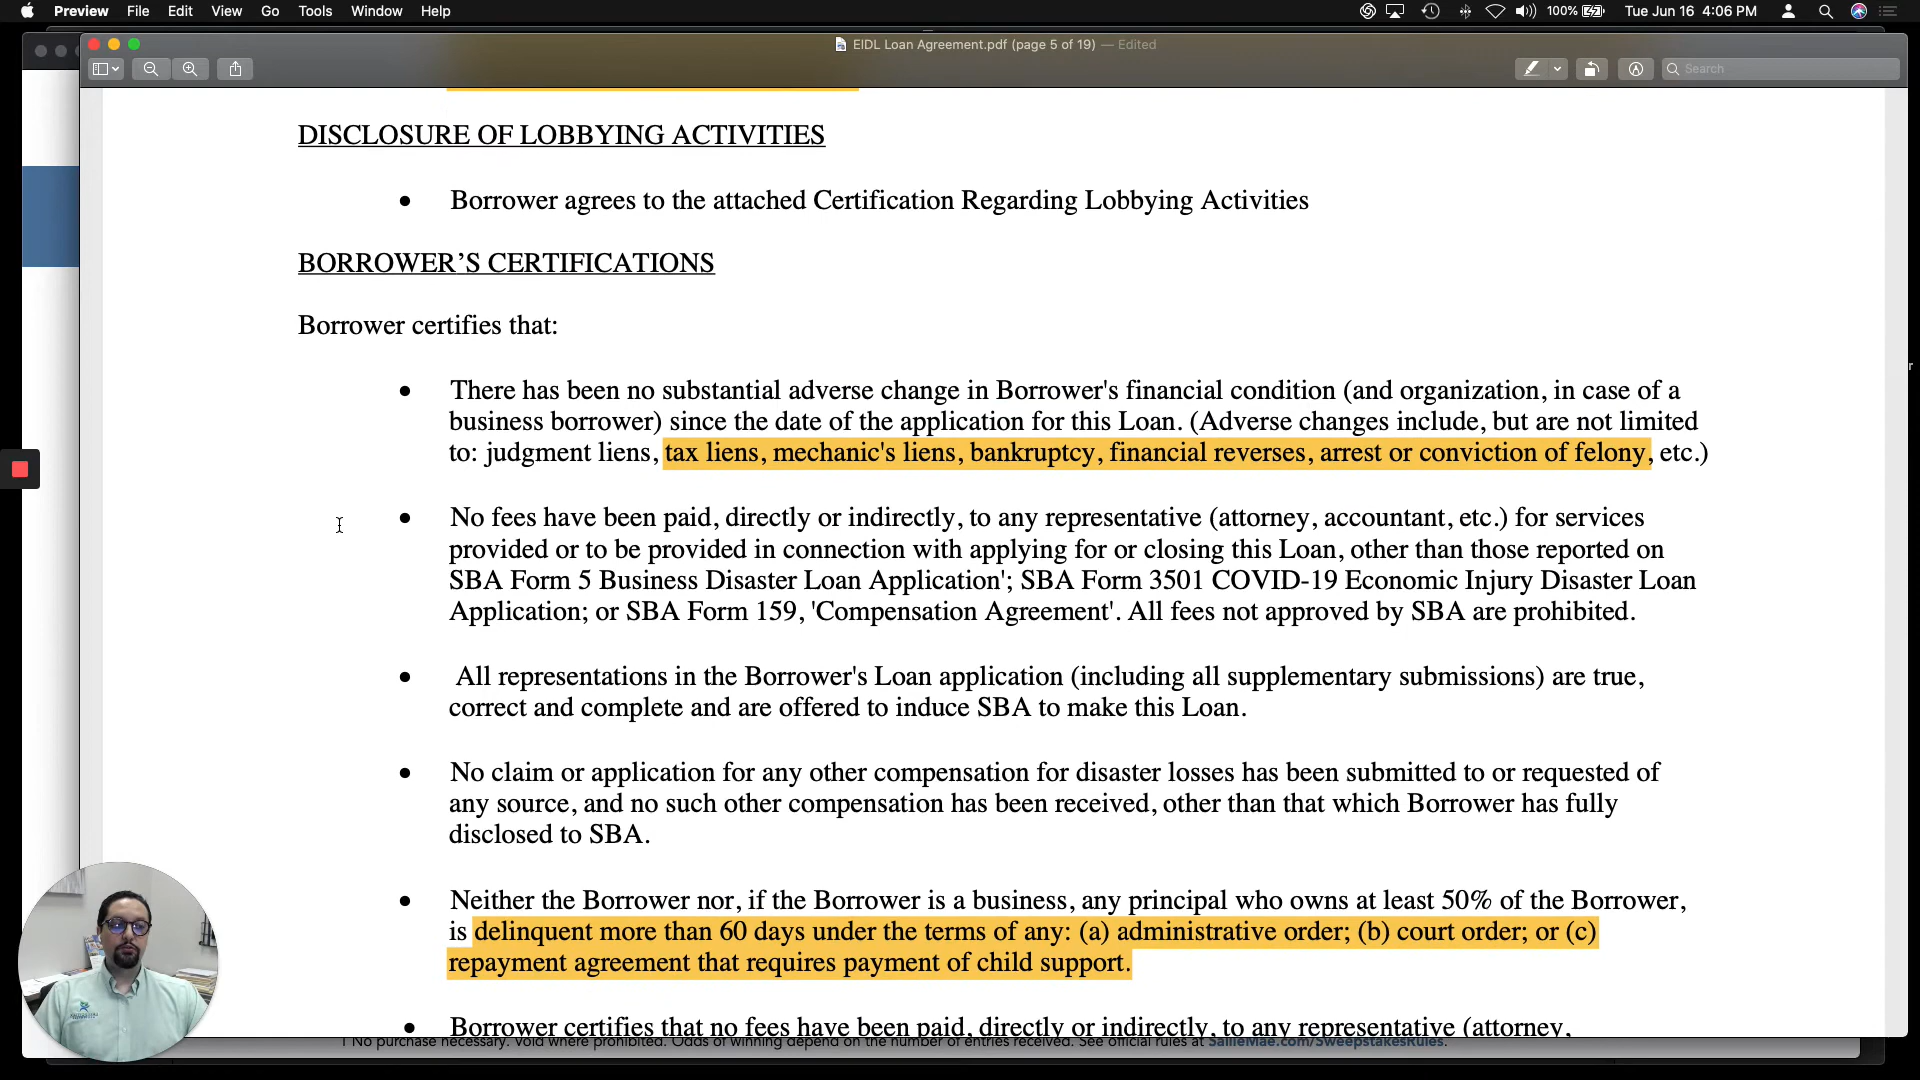 Preview File Edit View Go Tools Window Help 100% Tue Jun 16 4:06 PM
EIDL Loan Agreement.pdf (page 5 of 19) — Edited
Search
DISCLOSURE OF LOBBYING ACTIVITIES
• Borrower agrees to the attached Certification Regarding Lobbying Activities
BORROWER’S CERTIFICATIONS
Borrower certifies that:
• There has been no substantial adverse change in Borrower's financial condition (and organization, in case of a
business borrower) since the date of the application for this Loan. (Adverse changes include, but are not limited
to: judgment liens, tax liens, mechanic's liens, bankruptcy, financial reverses, arrest or conviction of felony, etc.)
• No fees have been paid, directly or indirectly, to any representative (attorney, accountant, etc.) for services
provided or to be provided in connection with applying for or closing this Loan, other than those reported on
SBA Form 5 Business Disaster Loan Application'; SBA Form 3501 COVID-19 Economic Injury Disaster Loan
Application; or SBA Form 159, 'Compensation Agreement'. All fees not approved by SBA are prohibited.
• All representations in the Borrower's Loan application (including all supplementary submissions) are true,
correct and complete and are offered to induce SBA to make this Loan.
• No claim or application for any other compensation for disaster losses has been submitted to or requested of
any source, and no such other compensation has been received, other than that which Borrower has fully
disclosed to SBA.
• Neither the Borrower nor, if the Borrower is a business, any principal who owns at least 50% of the Borrower,
is delinquent more than 60 days under the terms of any: (a) administrative order; (b) court order; or (c)
repayment agreement that requires payment of child support.
• Borrower certifies that no fees have been paid, directly or indirectly, to any representative (attorney,
1 No purchase necessary. Void where prohibited. Odds of winning depend on the number of entries received. See official rules at SallieMae.com/SweepstakesRules.